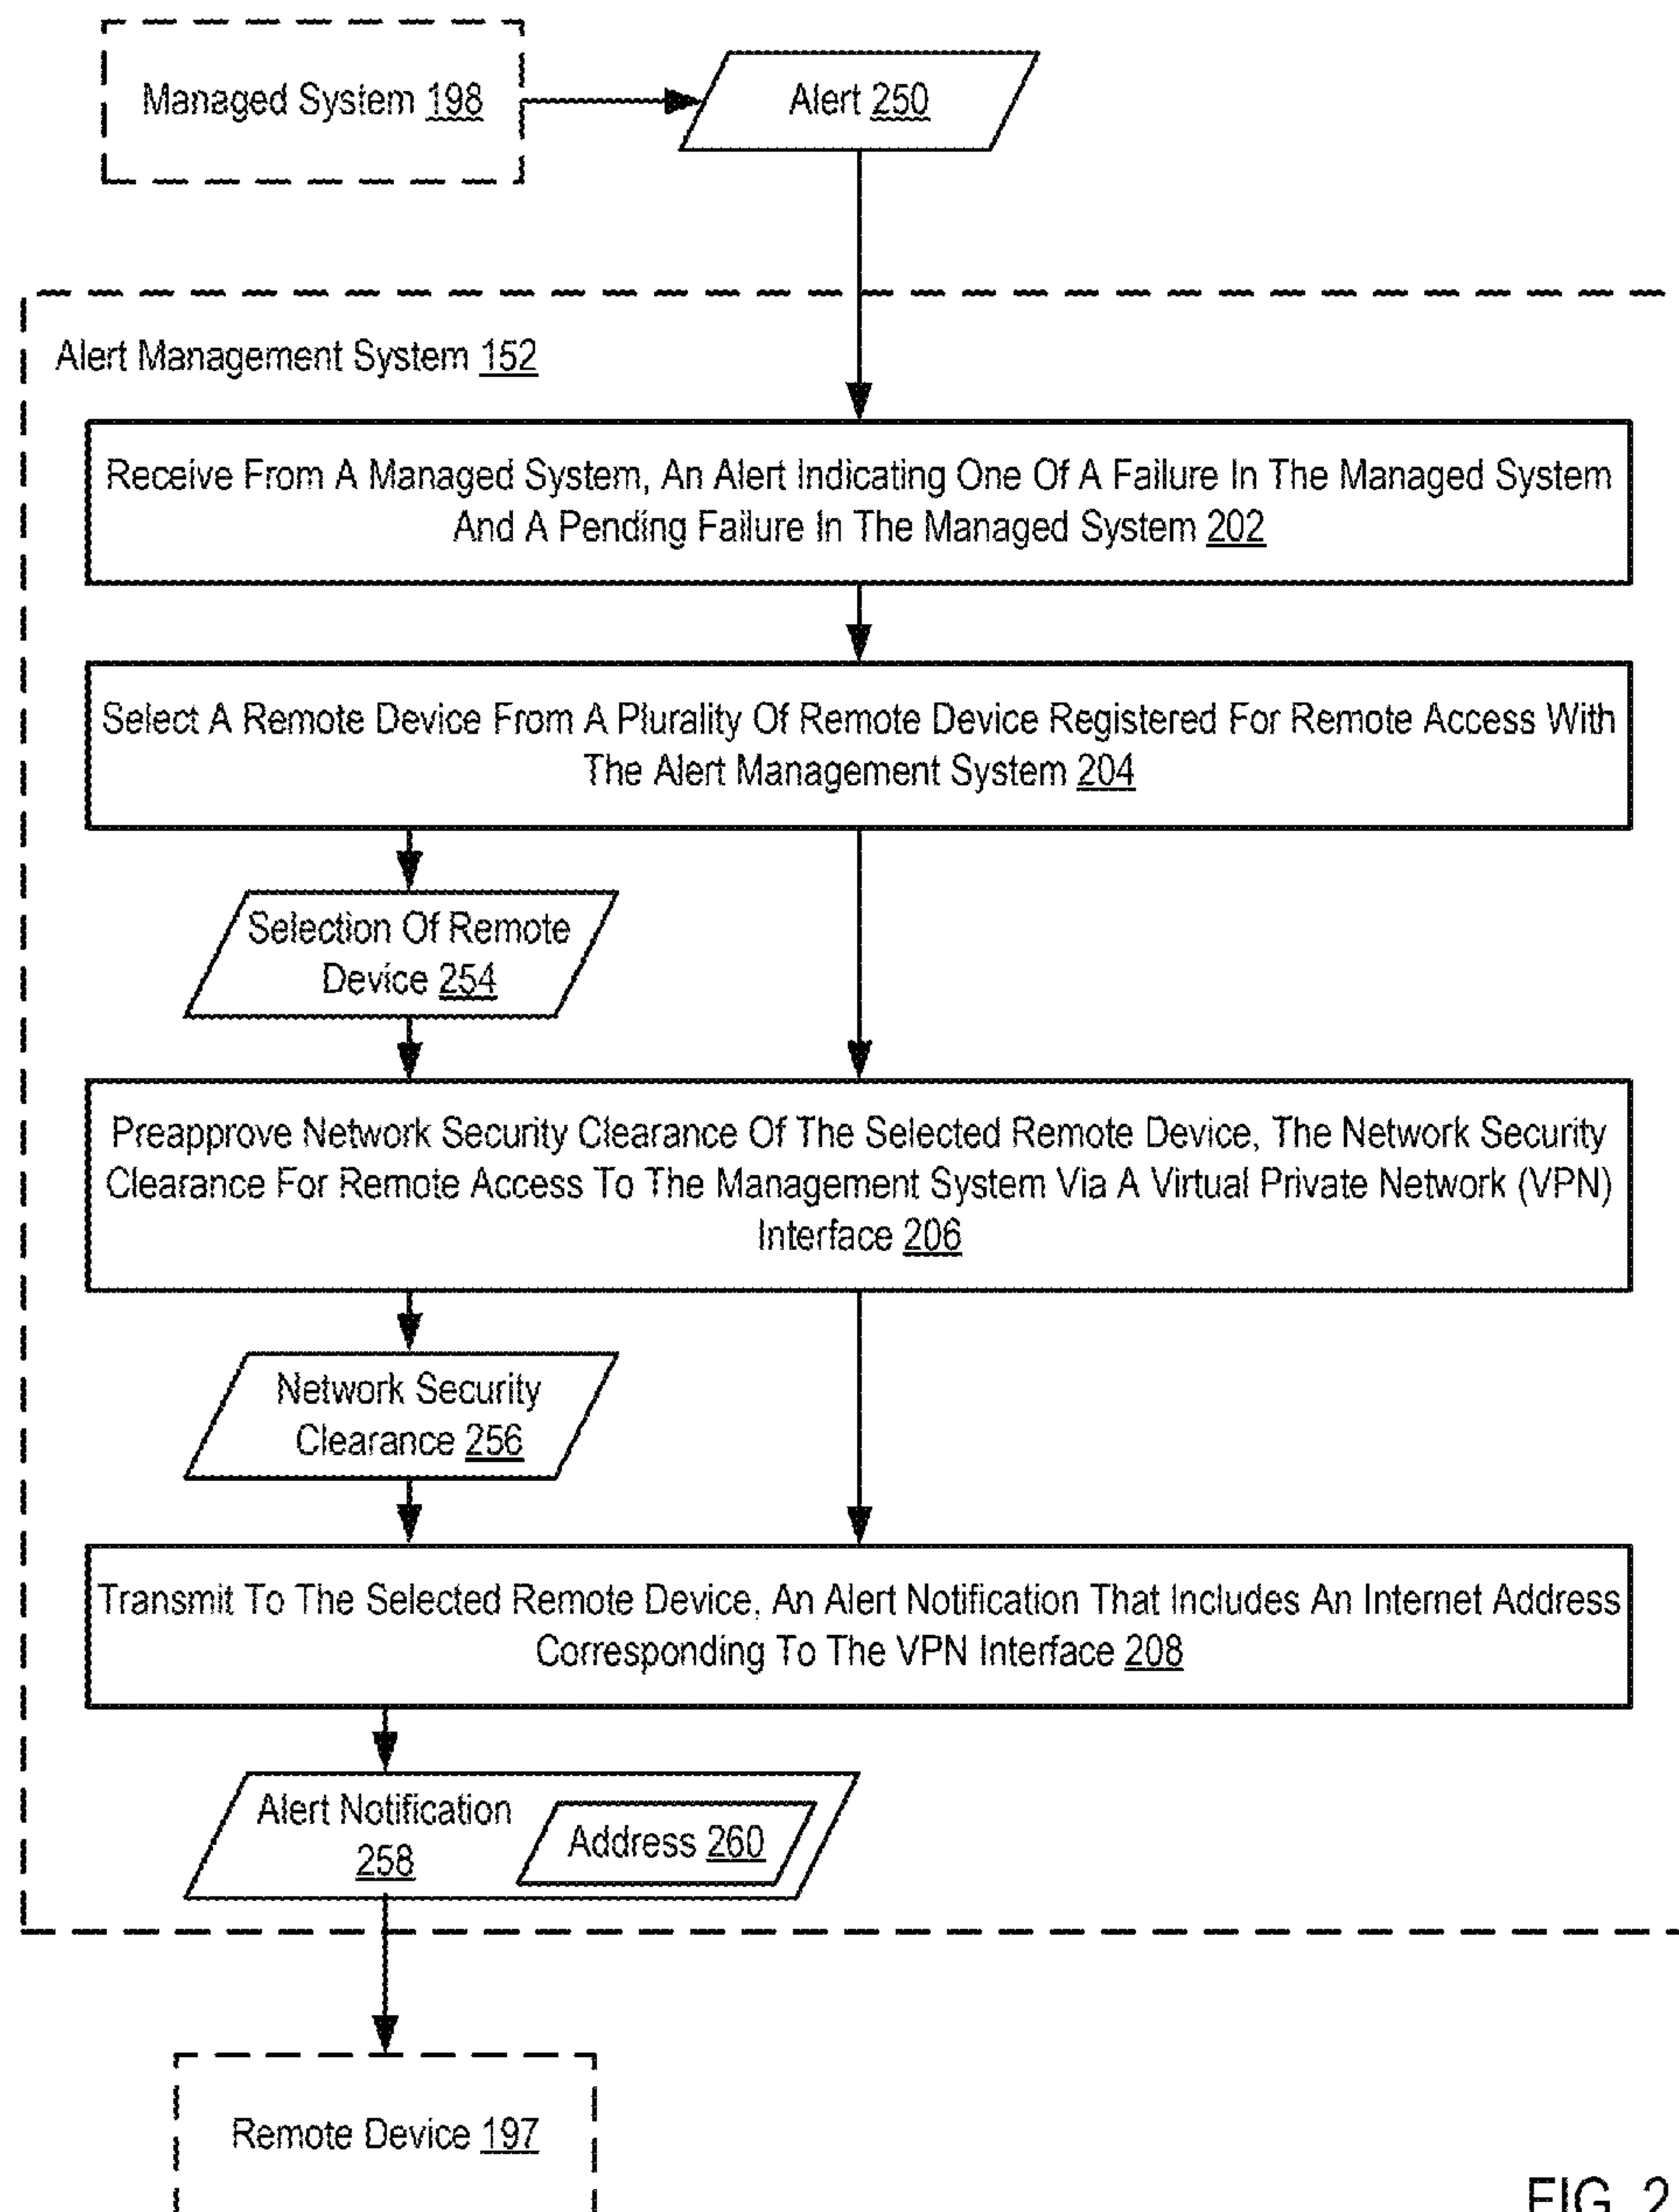 Managed System 198
Alert 250
Alert Management System 152
Receive From A Managed System, An Alert Indicating One Of A Failure In The Managed System
And A Pending Failure In The Managed System 202
Select A Remote Device From A Plurality Of Remote Device Registered For Remote Access With
The Alert Management System 204
Selection Of Remote
Device 254
Preapprove Network Security Clearance Of The Selected Remote Device, The Network Security
Clearance For Remote Access To The Management System Via A Virtual Private Network (VPN)
Interface 206
Network Security
Clearance 256
Transmit To The Selected Remote Device, An Alert Notification That Includes An Internet Address
Corresponding To The VPN Interface 208
Alert Notification
258
Address 260
Remote Device 197
FIG. 2